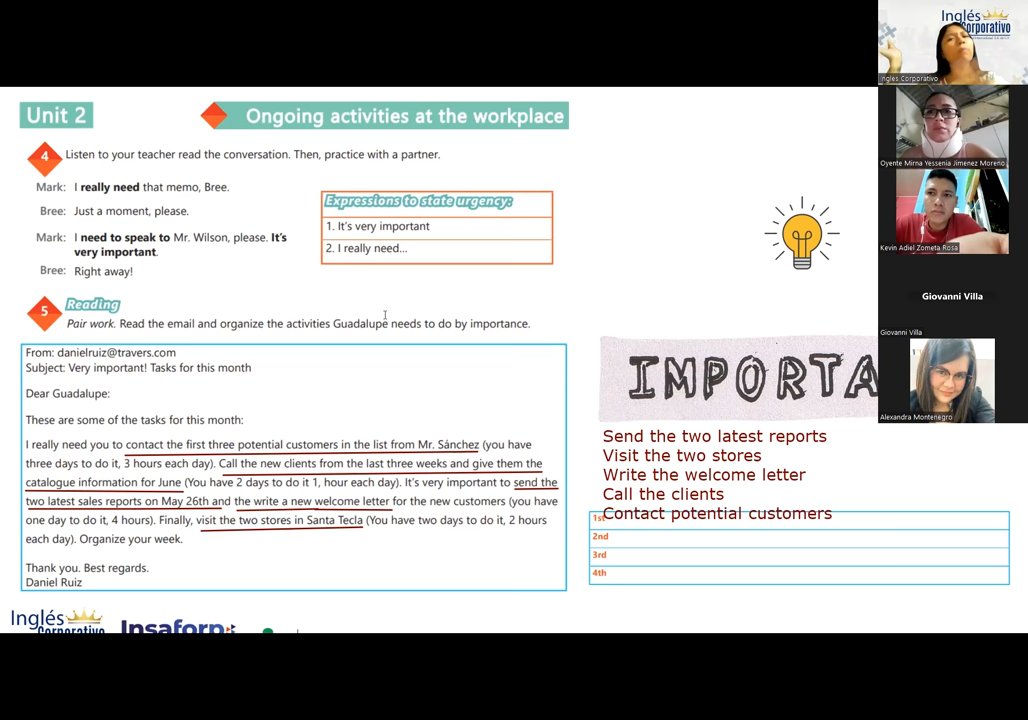 Inglés
Corporativo
Ingles Corporativo
Unit 2
Ongoing activities at the workplace
4
Listen to your teacher read the conversation. Then, practice with a partner.
Mark: I really need that memo, Bree.
Bree: Just a moment, please.
Mark: I need to speak to Mr. Wilson, please. It's
very important.
Bree: Right away!
Expressions to state urgency:
1. It's very important
2. I really need...
5
Reading
Pair work. Read the email and organize the activities Guadalupe needs to do by importance.
From: danielruiz@travers.com
Subject: Very important! Tasks for this month
Dear Guadalupe:
These are some of the tasks for this month:
I really need you to contact the first three potential customers in the list from Mr. Sánchez (you have
three days to do it, 3 hours each day). Call the new clients from the last three weeks and give them the
catalogue information for June (You have 2 days to do it 1, hour each day). It's very important to send the
two latest sales reports on May 26th and the write a new welcome letter for the new customers (you have
one day to do it, 4 hours). Finally, visit the two stores in Santa Tecla (You have two days to do it, 2 hours
each day). Organize your week.
Thank you. Best regards.
Daniel Ruiz
IMPORTA
Send the two latest reports
Visit the two stores
Write the welcome letter
Call the clients
Contact potential customers
1st
2nd
3rd
4th
Oyente Mirna Yessenia Jimenez Moreno
Kevin Adiel Zometa Rosa
Giovanni Villa
Giovanni Villa
Alexandra Montenegro
Inglés
Corporativo
Insaforp